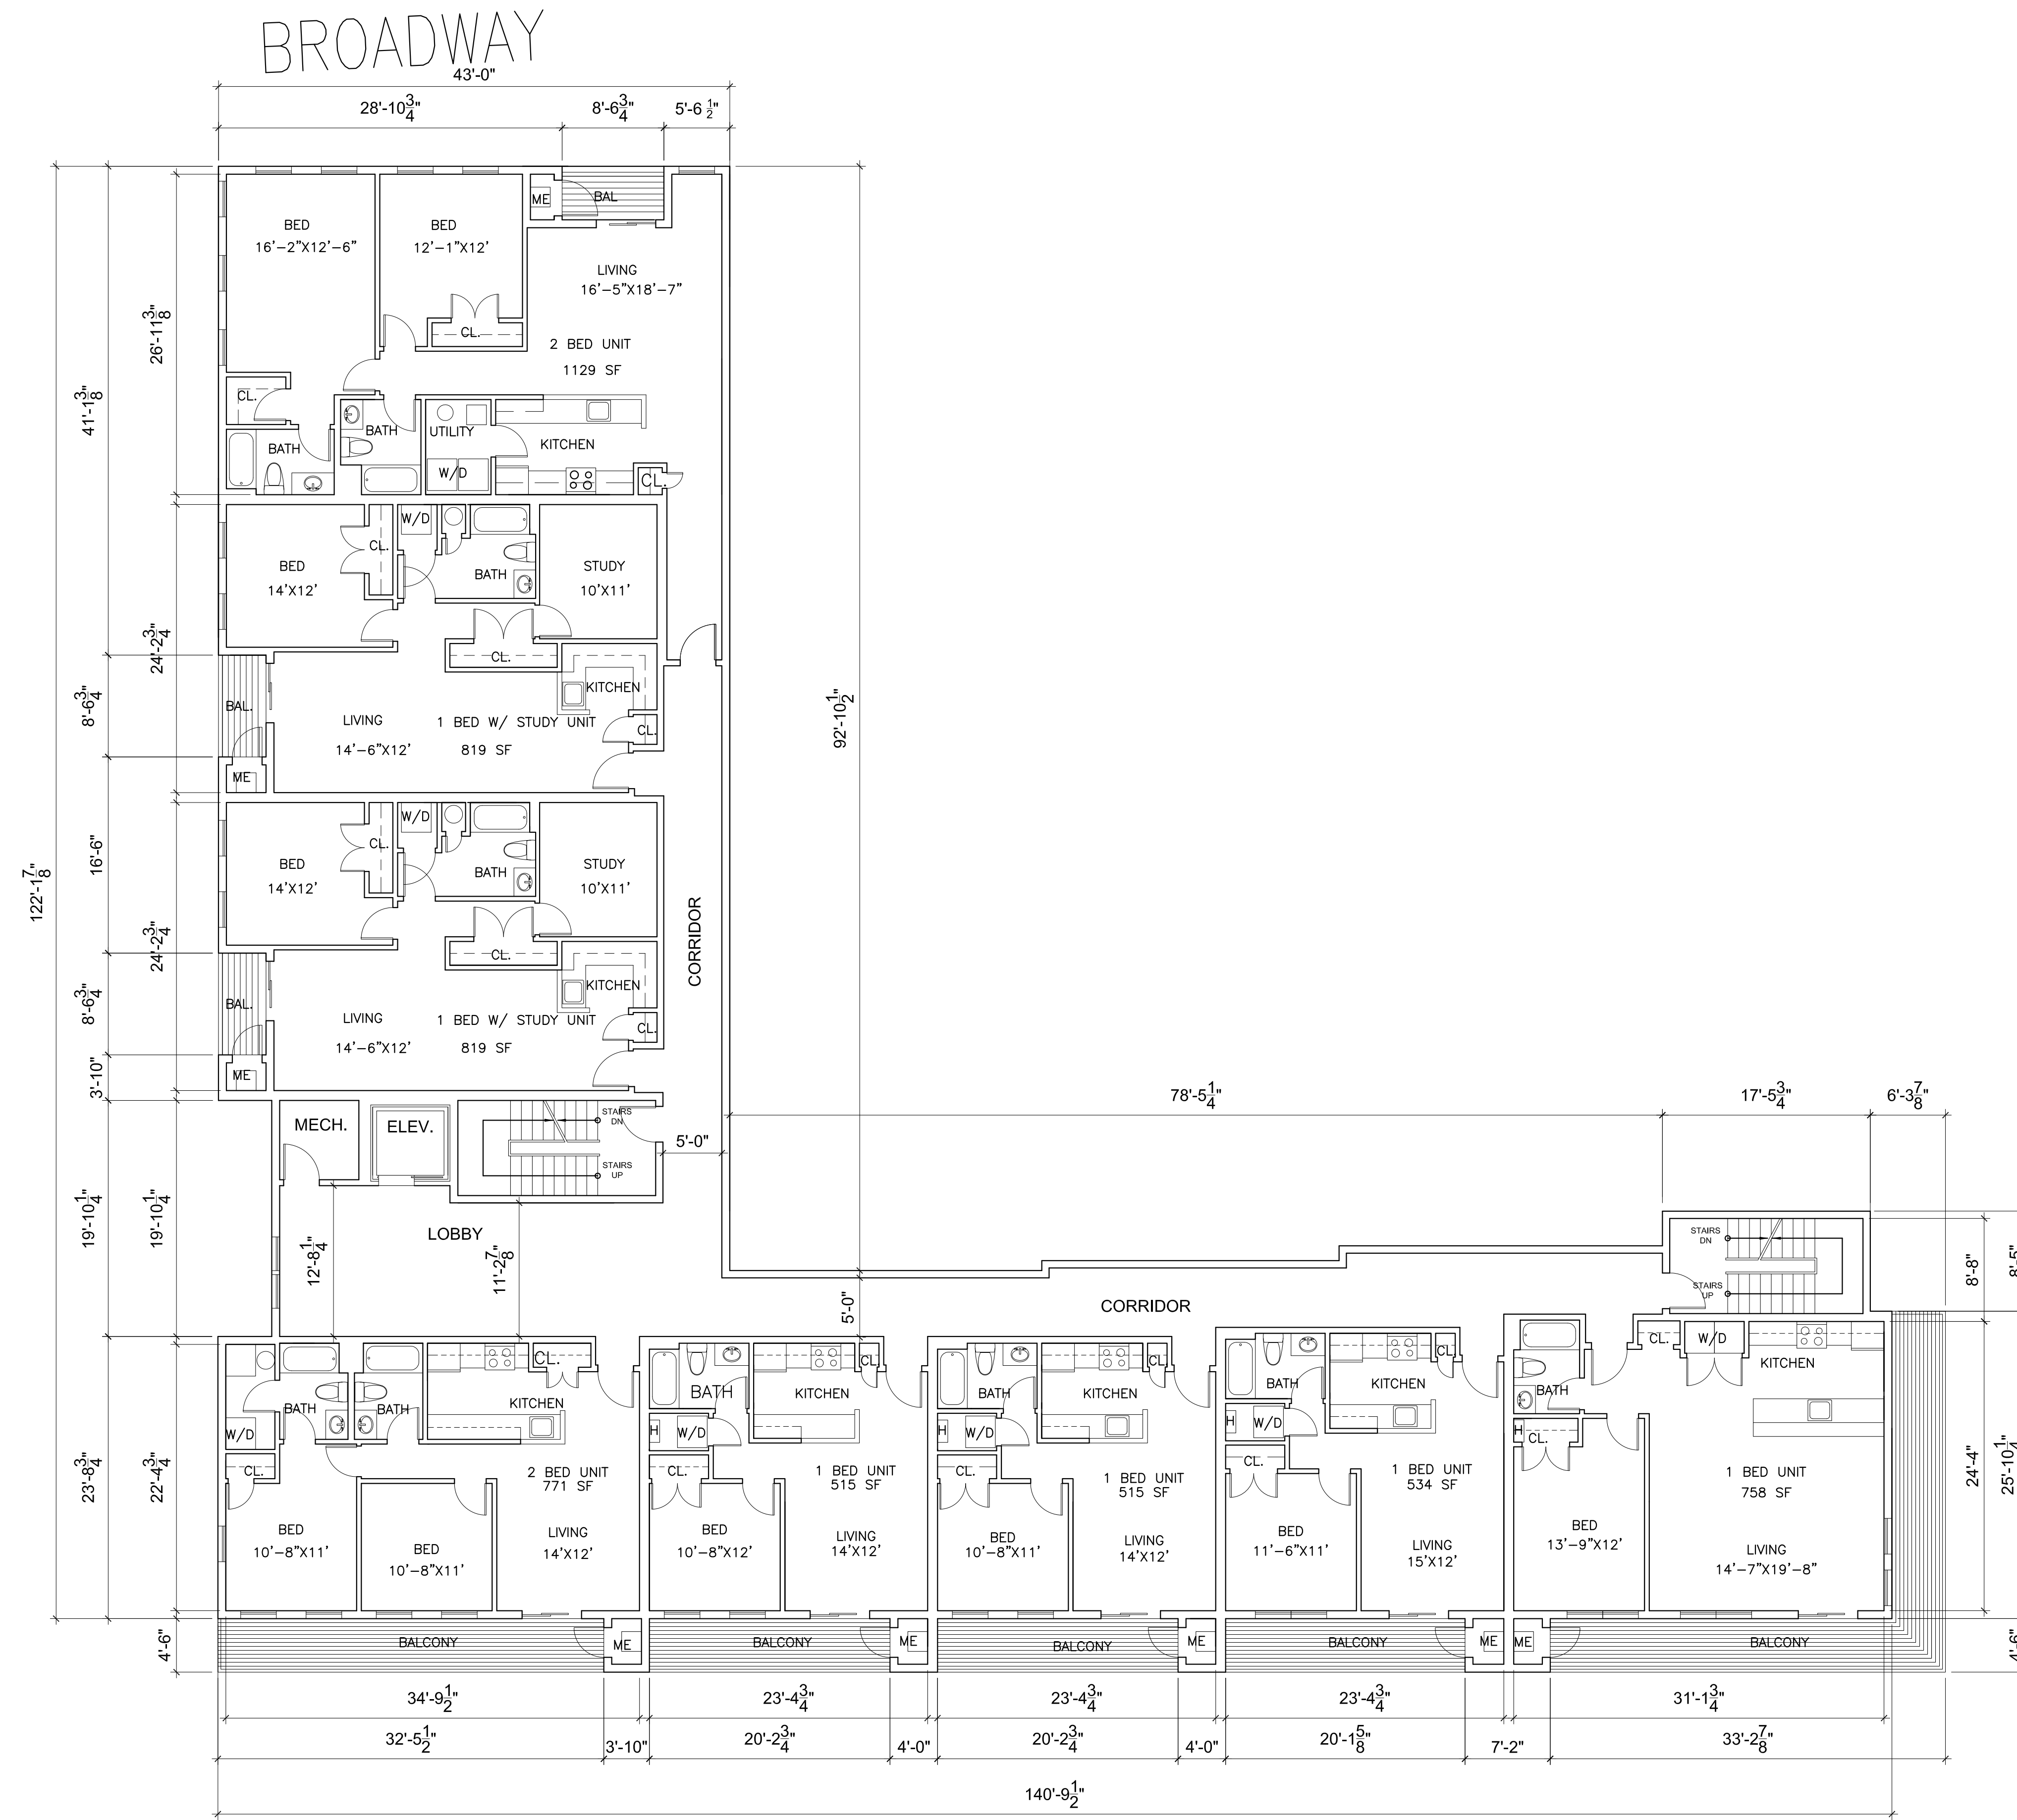 BROADWAY
43'-0"
28'-10 3/4"
8'-6 3/4"
5'-6 1/2"
122'-1 7/8"
41'-1 3/8"
26'-11 3/8"
BED
16'-2"X12'-6"
BED
12'-1"X12'
ME
BAL
LIVING
16'-5"X18'-7"
CL.
2 BED UNIT
1129 SF
CL.
BATH
BATH
UTILITY
W/D
KITCHEN
CL.
92'-10 1/2"
24'-2 3/4"
8'-6 3/4"
BED
14'X12'
CL.
W/D
BATH
STUDY
10'X11'
CL.
KITCHEN
BAL.
LIVING
14'-6"X12'
1 BED W/ STUDY UNIT
819 SF
CL.
ME
16'-6"
24'-2 3/4"
8'-6 3/4"
3'-10"
BED
14'X12'
CL.
W/D
BATH
STUDY
10'X11'
CORRIDOR
CL.
KITCHEN
BAL.
LIVING
14'-6"X12'
1 BED W/ STUDY UNIT
819 SF
CL.
ME
MECH.
ELEV.
STAIRS
DN
STAIRS
UP
5'-0"
78'-5 1/4"
17'-5 3/4"
6'-3 7/8"
19'-10 1/4"
19'-10 1/4"
12'-8 1/4"
LOBBY
11'-2 7/8"
5'-0"
CORRIDOR
STAIRS
DN
STAIRS
UP
8'-8"
8'-5"
23'-8 3/4"
22'-4 3/4"
W/D
BATH
BATH
CL.
KITCHEN
CL.
2 BED UNIT
771 SF
BED
10'-8"X11'
BED
10'-8"X11'
LIVING
14'X12'
BATH
KITCHEN
CL.
H
W/D
CL.
1 BED UNIT
515 SF
BED
10'-8"X12'
LIVING
14'X12'
BATH
KITCHEN
CL.
H
W/D
CL.
1 BED UNIT
515 SF
BED
10'-8"X11'
LIVING
14'X12'
BATH
KITCHEN
CL.
H
W/D
CL.
1 BED UNIT
534 SF
BED
11'-6"X11'
LIVING
15'X12'
BATH
CL.
W/D
KITCHEN
H
CL.
1 BED UNIT
758 SF
BED
13'-9"X12'
LIVING
14'-7"X19'-8"
24'-4"
25'-10 1/4"
4'-6"
BALCONY
ME
BALCONY
ME
BALCONY
ME
BALCONY
ME
ME
BALCONY
4'-6"
34'-9 1/2"
23'-4 3/4"
23'-4 3/4"
23'-4 3/4"
31'-1 3/4"
32'-5 1/2"
3'-10"
20'-2 3/4"
4'-0"
20'-2 3/4"
4'-0"
20'-1 5/8"
7'-2"
33'-2 7/8"
140'-9 1/2"